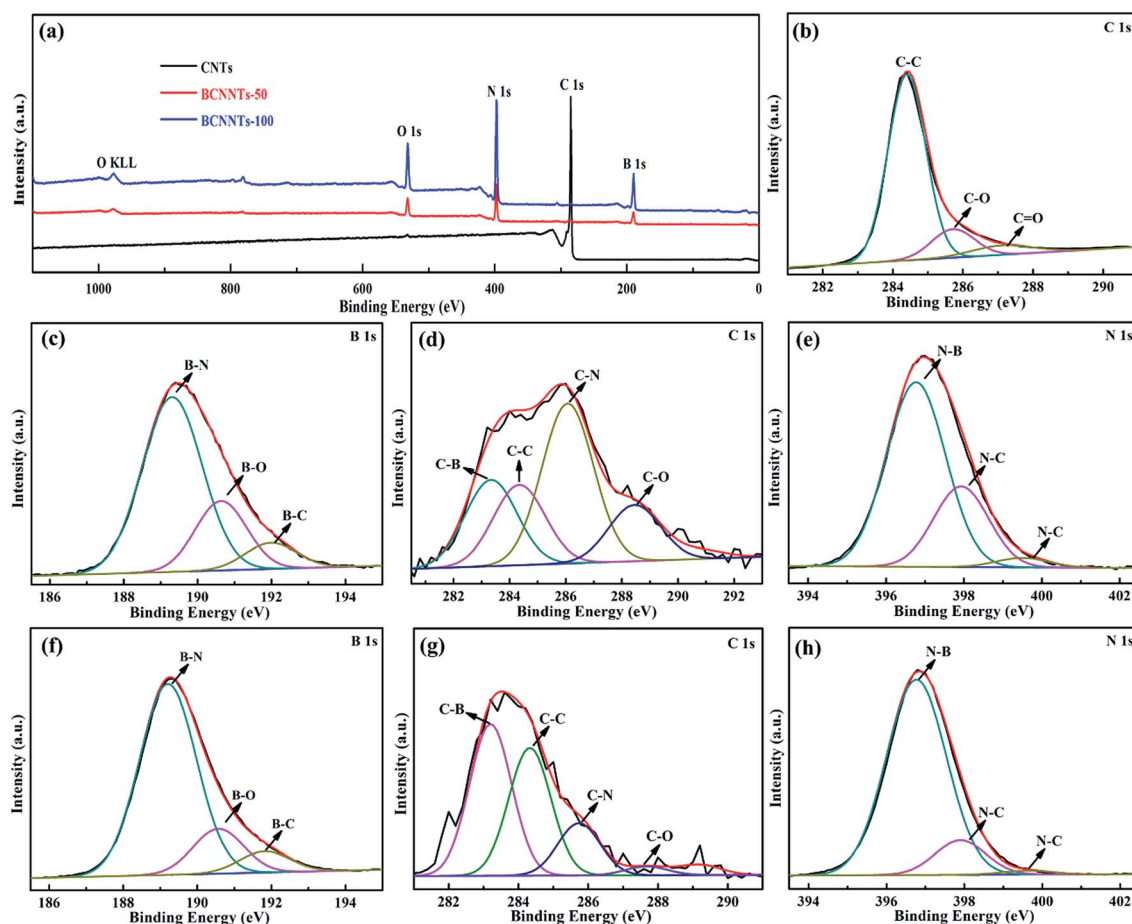 (a)
CNTs
BCNNTs-50
BCNNTs-100
O KLL
O 1s
N 1s
C 1s
B 1s
Intensity (a.u.)
1000 800 600 400 200 0
Binding Energy (eV)
(b)
C 1s
C-C
C-O
C=O
Intensity (a.u.)
282 284 286 288 290
Binding Energy (eV)
(c)
B 1s
B-N
B-O
B-C
Intensity (a.u.)
186 188 190 192 194
Binding Energy (eV)
(d)
C 1s
C-N
C-C
C-B
C-O
Intensity (a.u.)
282 284 286 288 290 292
Binding Energy (eV)
(e)
N 1s
N-B
N-C
N-C
Intensity (a.u.)
394 396 398 400 402
Binding Energy (eV)
(f)
B 1s
B-N
B-O
B-C
Intensity (a.u.)
186 188 190 192 194
Binding Energy (eV)
(g)
C 1s
C-B
C-C
C-N
C-O
Intensity (a.u.)
282 284 286 288 290
Binding Energy (eV)
(h)
N 1s
N-B
N-C
N-C
Intensity (a.u.)
394 396 398 400 402
Binding Energy (eV)